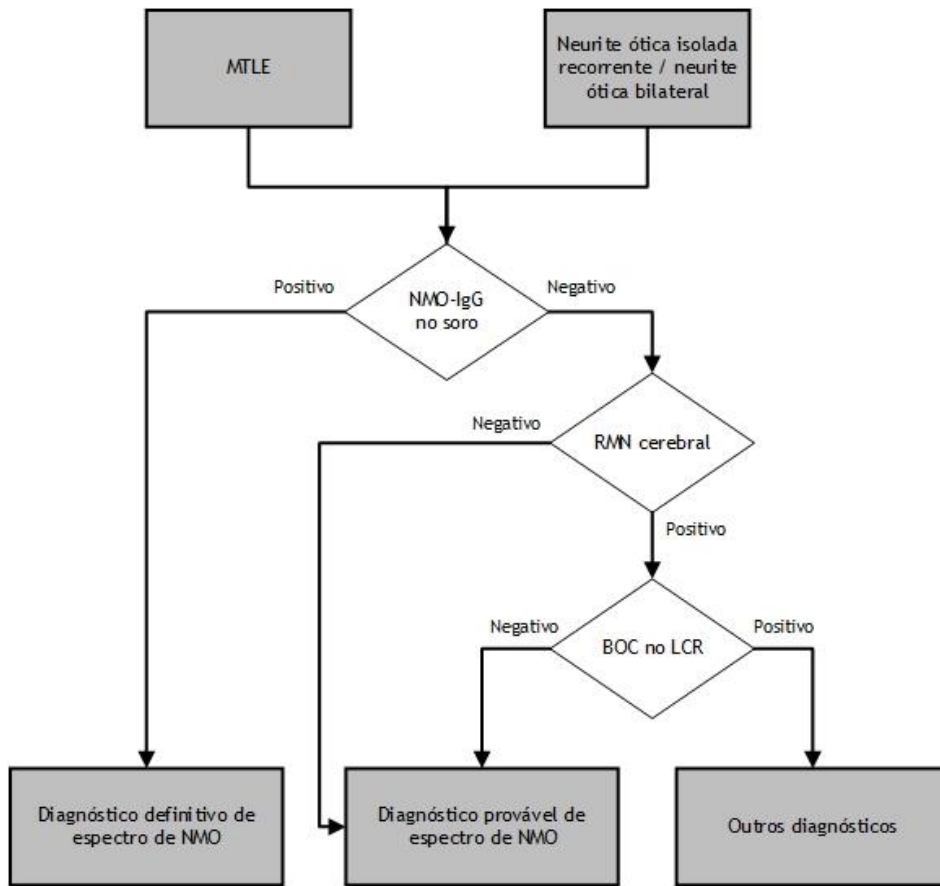 MTLE
Neurite ótica isolada
recorrente / neurite
ótica bilateral
Positivo
Negativo
NMO-IgG
no soro
Negativo
RMN cerebral
Positivo
Negativo
Positivo
BOC no LCR
Diagnóstico definitivo de
espectro de NMO
Diagnóstico provável de
espectro de NMO
Outros diagnósticos